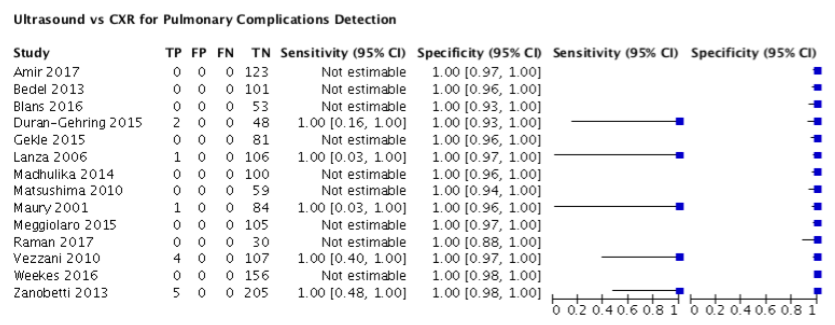 Ultrasound vs CXR for Pulmonary Complications Detection
Study TP FP FN TN Sensitivity (95% CI) Specificity (95% CI) Sensitivity (95% CI) Specificity (95% CI)
Amir 2017 0 0 0 123 Not estimable 1.00 [0.97, 1.00]
Bedel 2013 0 0 0 101 Not estimable 1.00 [0.96, 1.00]
Blans 2016 0 0 0 53 Not estimable 1.00 [0.93, 1.00]
Duran-Gehring 2015 2 0 0 48 1.00 [0.16, 1.00] 1.00 [0.93, 1.00]
Gekle 2015 0 0 0 81 Not estimable 1.00 [0.96, 1.00]
Lanza 2006 1 0 0 106 1.00 [0.03, 1.00] 1.00 [0.97, 1.00]
Madhulika 2014 0 0 0 100 Not estimable 1.00 [0.96, 1.00]
Matsushima 2010 0 0 0 59 Not estimable 1.00 [0.94, 1.00]
Maury 2001 1 0 0 84 1.00 [0.03, 1.00] 1.00 [0.96, 1.00]
Meggiolaro 2015 0 0 0 105 Not estimable 1.00 [0.97, 1.00]
Raman 2017 0 0 0 30 Not estimable 1.00 [0.88, 1.00]
Vezzani 2010 4 0 0 107 1.00 [0.40, 1.00] 1.00 [0.97, 1.00]
Weekes 2016 0 0 0 156 Not estimable 1.00 [0.98, 1.00]
Zanobetti 2013 5 0 0 205 1.00 [0.48, 1.00] 1.00 [0.98, 1.00]
0 0.2 0.4 0.6 0.8 1 0 0.2 0.4 0.6 0.8 1